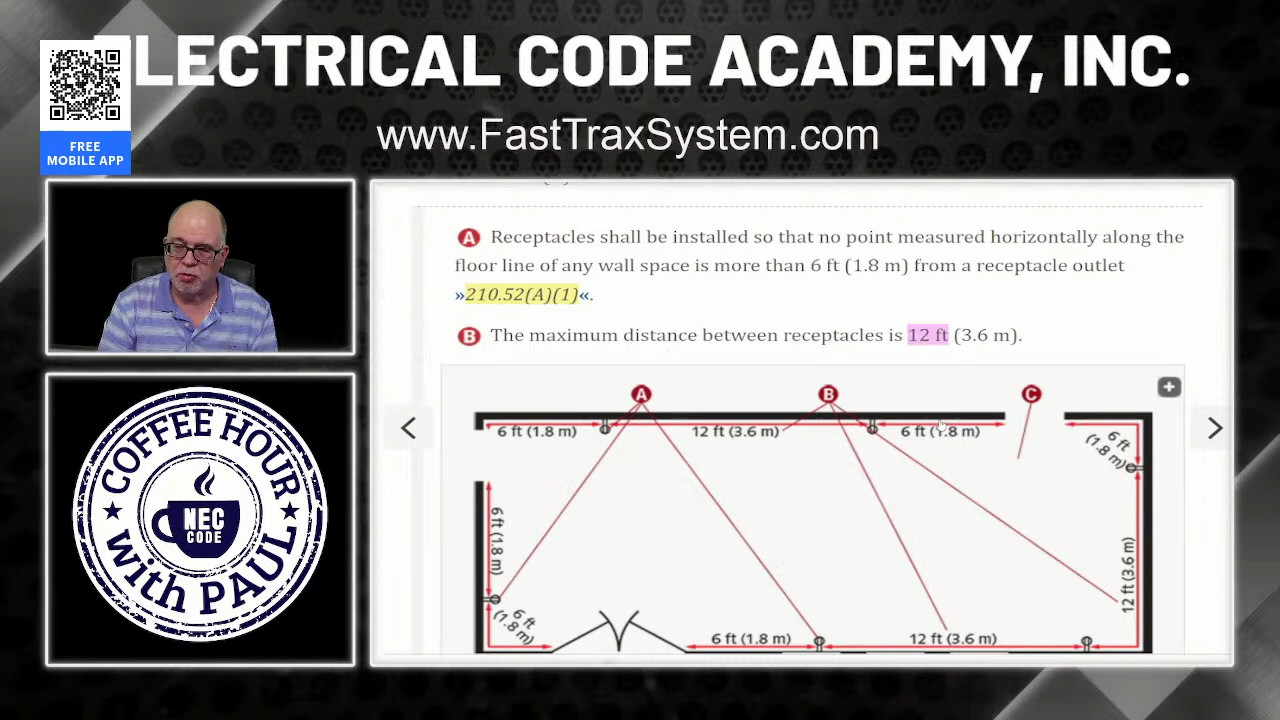 ELECTRICAL CODE ACADEMY, INC.
www.FastTraxSystem.com
FREE
MOBILE APP
A Receptacles shall be installed so that no point measured horizontally along the
floor line of any wall space is more than 6 ft (1.8 m) from a receptacle outlet
»210.52(A)(1)«.
B The maximum distance between receptacles is 12 ft (3.6 m).
A
B
C
6 ft (1.8 m)
12 ft (3.6 m)
6 ft (1.8 m)
6 ft
(1.8 m)
6 ft (1.8 m)
12 ft (3.6 m)
6 ft
(1.8 m)
6 ft (1.8 m)
12 ft (3.6 m)
COFFEE HOUR
NEC
CODE
with PAUL